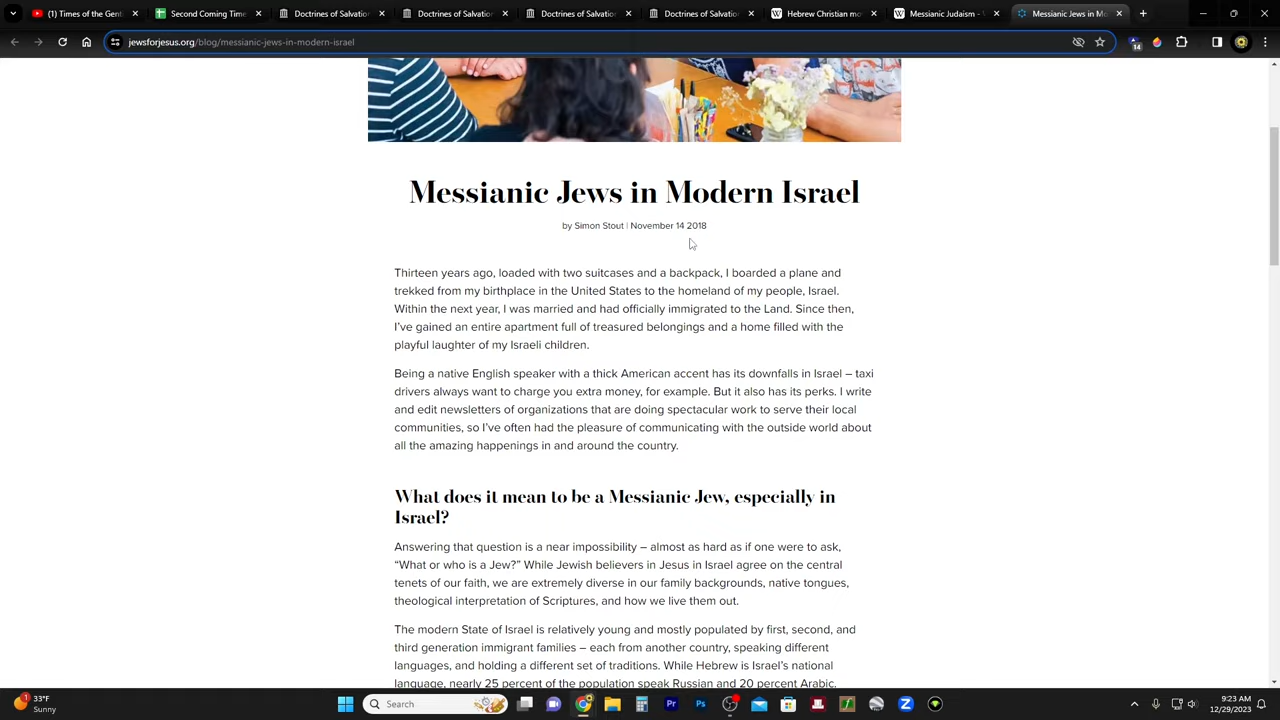 (1) Times of the Gent
Second Coming Time
Doctrines of Salvatio
Doctrines of Salvatio
Doctrines of Salvatio
Doctrines of Salvatio
Hebrew Christian mo
Messianic Judaism - W
Messianic Jews in Mo
jewsforjesus.org/blog/messianic-jews-in-modern-israel
14
Messianic Jews in Modern Israel
by Simon Stout | November 14 2018
Thirteen years ago, loaded with two suitcases and a backpack, I boarded a plane and
trekked from my birthplace in the United States to the homeland of my people, Israel.
Within the next year, I was married and had officially immigrated to the Land. Since then,
I’ve gained an entire apartment full of treasured belongings and a home filled with the
playful laughter of my Israeli children.
Being a native English speaker with a thick American accent has its downfalls in Israel – taxi
drivers always want to charge you extra money, for example. But it also has its perks. I write
and edit newsletters of organizations that are doing spectacular work to serve their local
communities, so I’ve often had the pleasure of communicating with the outside world about
all the amazing happenings in and around the country.
What does it mean to be a Messianic Jew, especially in
Israel?
Answering that question is a near impossibility – almost as hard as if one were to ask,
“What or who is a Jew?” While Jewish believers in Jesus in Israel agree on the central
tenets of our faith, we are extremely diverse in our family backgrounds, native tongues,
theological interpretation of Scriptures, and how we live them out.
The modern State of Israel is relatively young and mostly populated by first, second, and
third generation immigrant families – each from another country, speaking different
languages, and holding a different set of traditions. While Hebrew is Israel’s national
language, nearly 25 percent of the population speak Russian and 20 percent Arabic.
1
33°F
Sunny
Search
Pr
Ps
9:23 AM
12/29/2023